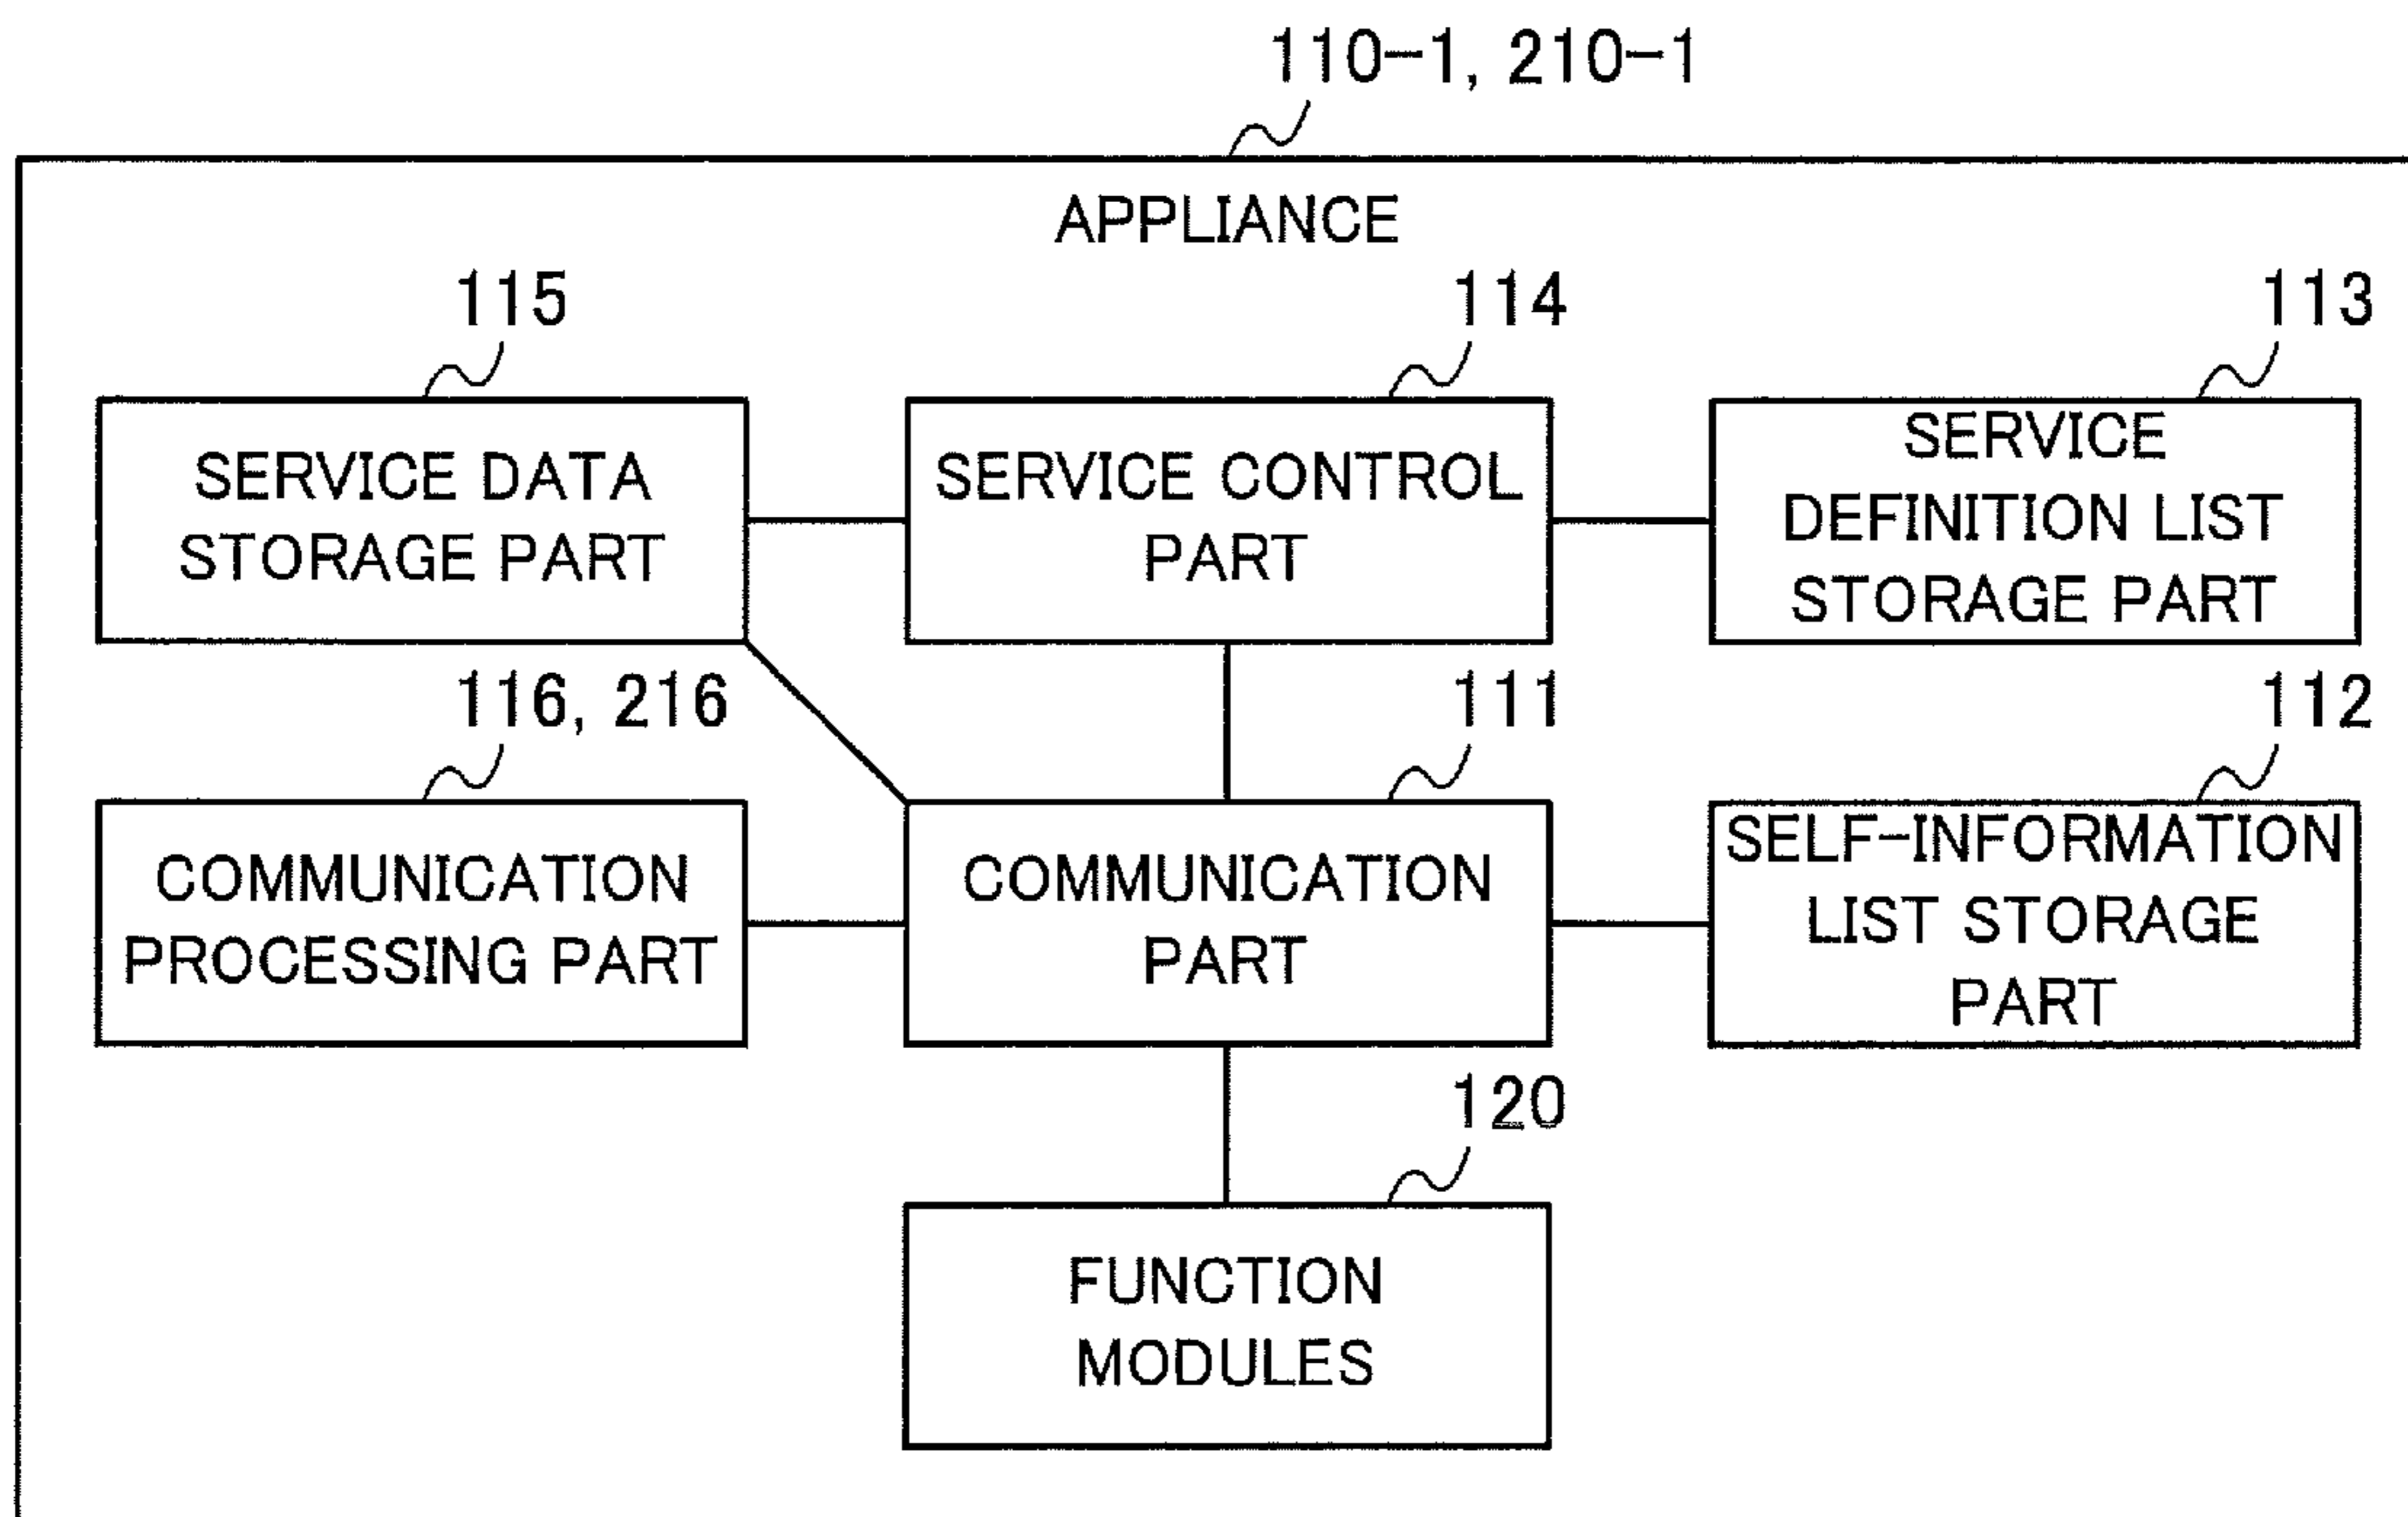 110-1, 210-1
APPLIANCE
115
114
113
SERVICE DATA
STORAGE PART
SERVICE CONTROL
PART
SERVICE
DEFINITION LIST
STORAGE PART
116, 216
111
112
COMMUNICATION
PROCESSING PART
COMMUNICATION
PART
SELF-INFORMATION
LIST STORAGE
PART
120
FUNCTION
MODULES